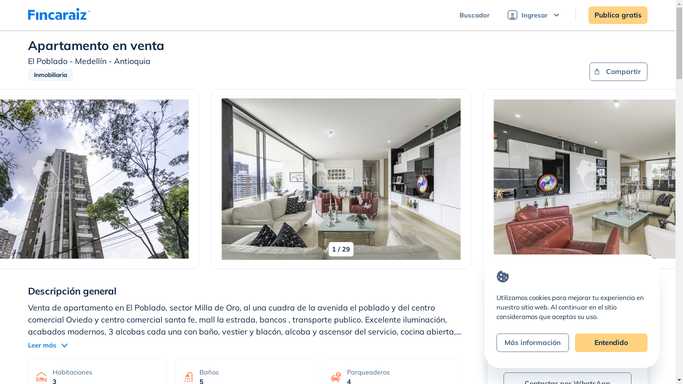 Fincaraiz
Buscador
Ingresar
Publica gratis
Apartamento en venta
El Poblado - Medellín - Antioquia
Inmobiliaria
Compartir
1 / 29
Descripción general
Venta de apartamento en El Poblado, sector Milla de Oro, al una cuadra de la avenida el poblado y del centro
comercial Oviedo y centro comercial santa fe, mall la estrada, bancos , transporte publico. Excelente iluminación,
acabados modernos, 3 alcobas cada una con baño, vestier y blacón, alcoba y ascensor del servicio, cocina abierta,...
Leer más
Habitaciones
3
Baños
5
Parqueaderos
4
Utilizamos cookies para mejorar tu experiencia en
nuestro sitio web. Al continuar en el sitio
consideramos que aceptas su uso.
Más información
Entendido
Contactar por WhatsApp